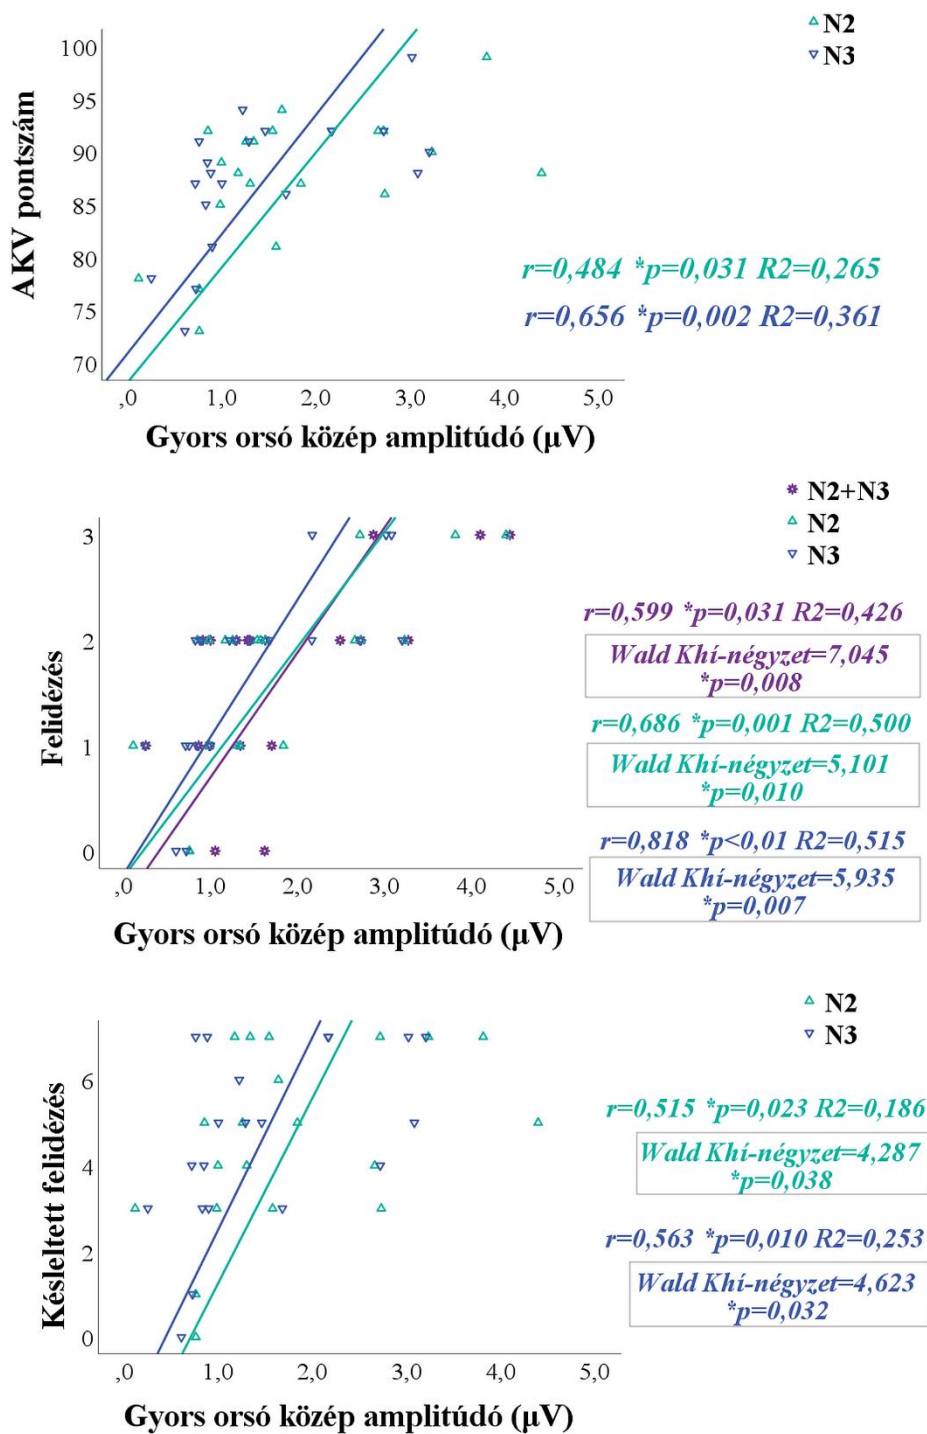 N2
N3
100
95
90
85
80
75
70
AKV pontszám
r=0,484 *p=0,031 R2=0,265
r=0,656 *p=0,002 R2=0,361
,0 1,0 2,0 3,0 4,0 5,0
Gyors orsó közép amplitúdó (µV)
N2+N3
N2
N3
3
2
1
0
Felidézés
r=0,599 *p=0,031 R2=0,426
Wald Khí-négyzet=7,045
*p=0,008
r=0,686 *p=0,001 R2=0,500
Wald Khí-négyzet=5,101
*p=0,010
r=0,818 *p<0,01 R2=0,515
Wald Khí-négyzet=5,935
*p=0,007
,0 1,0 2,0 3,0 4,0 5,0
Gyors orsó közép amplitúdó (µV)
N2
N3
6
4
2
0
Késleltett felidézés
r=0,515 *p=0,023 R2=0,186
Wald Khí-négyzet=4,287
*p=0,038
r=0,563 *p=0,010 R2=0,253
Wald Khí-négyzet=4,623
*p=0,032
,0 1,0 2,0 3,0 4,0 5,0
Gyors orsó közép amplitúdó (µV)